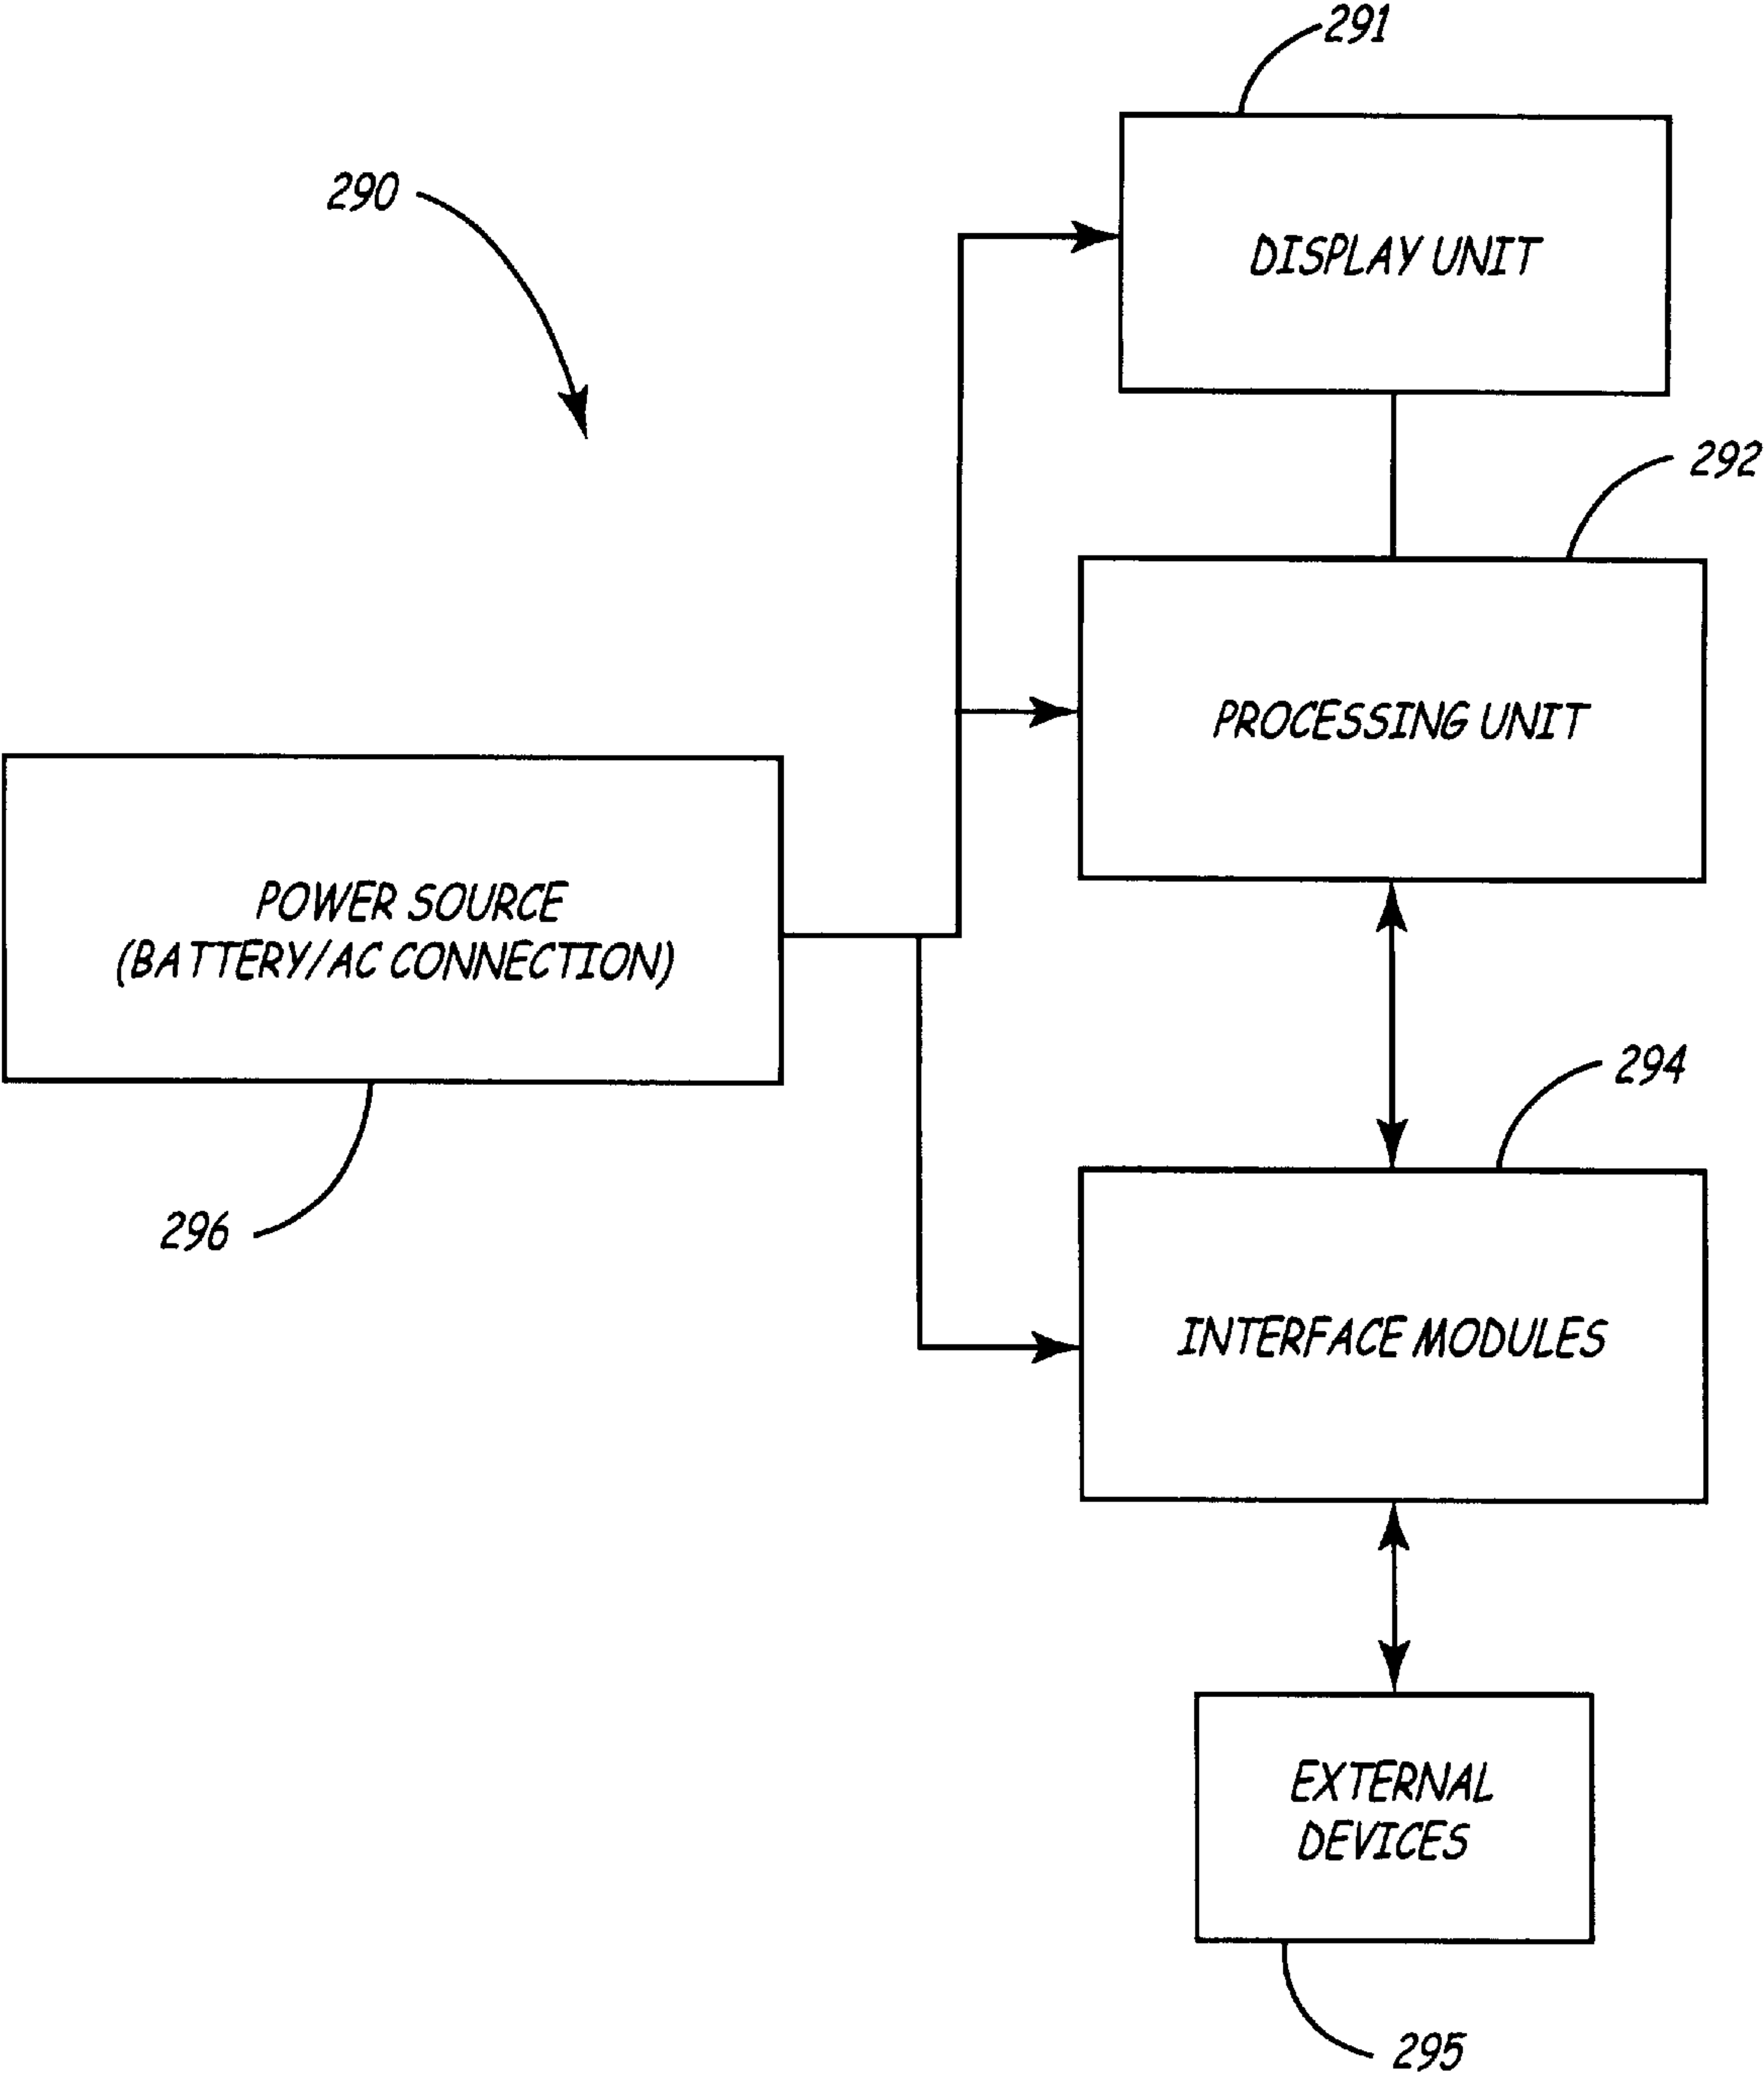 291
290
DISPLAY UNIT
292
PROCESSING UNIT
POWER SOURCE
(BATTERY/AC CONNECTION)
294
296
INTERFACE MODULES
EXTERNAL
DEVICES
295